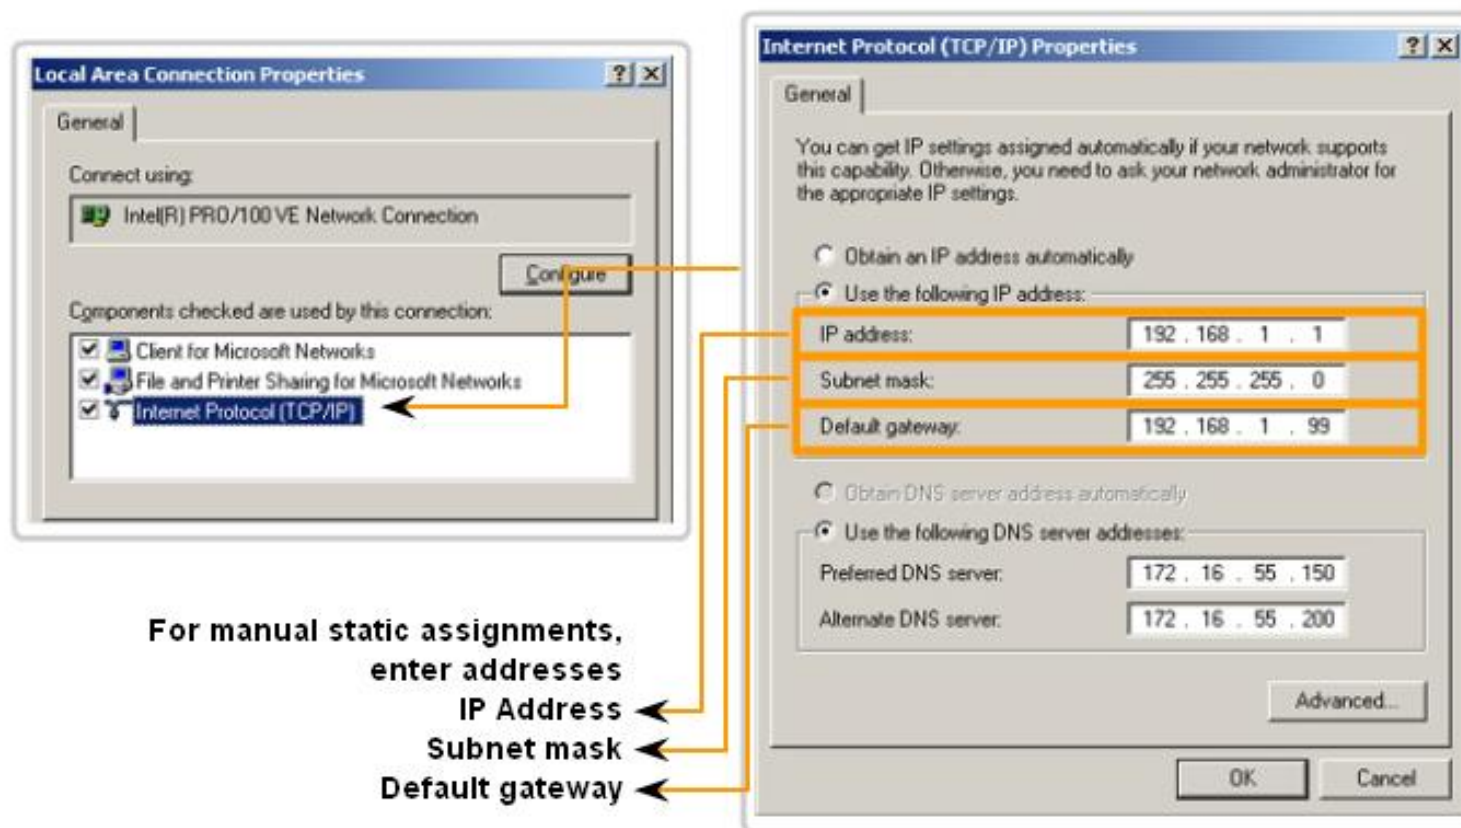 Local Area Connection Properties
General
Connect using:
Intel(R) PRO/100 VE Network Connection
Configure
Components checked are used by this connection:
Client for Microsoft Networks
File and Printer Sharing for Microsoft Networks
Internet Protocol (TCP/IP)
For manual static assignments,
enter addresses
IP Address
Subnet mask
Default gateway
Internet Protocol (TCP/IP) Properties
General
You can get IP settings assigned automatically if your network supports
this capability. Otherwise, you need to ask your network administrator for
the appropriate IP settings.
Obtain an IP address automatically
Use the following IP address:
IP address: 192 . 168 . 1 . 1
Subnet mask: 255 . 255 . 255 . 0
Default gateway: 192 . 168 . 1 . 99
Obtain DNS server address automatically
Use the following DNS server addresses:
Preferred DNS server: 172 . 16 . 55 . 150
Alternate DNS server: 172 . 16 . 55 . 200
Advanced...
OK Cancel